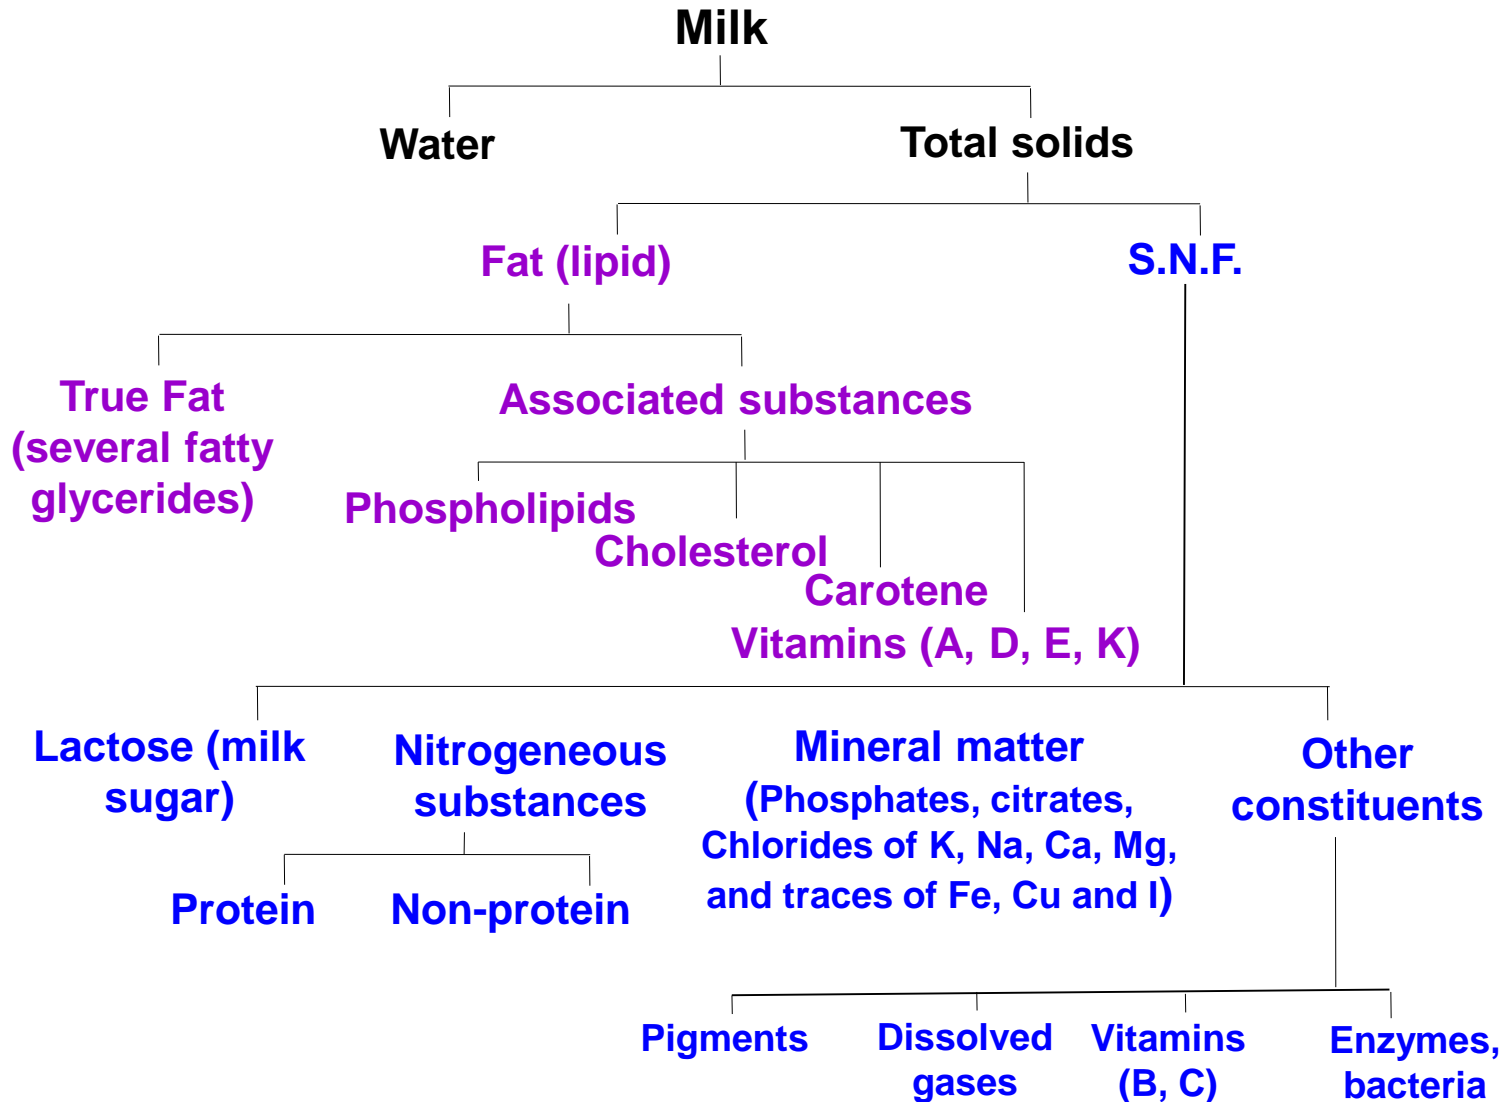 Milk
Water
Total solids
Fat (lipid)
S.N.F.
True Fat
(several fatty
glycerides)
Associated substances
Phospholipids
Cholesterol
Carotene
Vitamins (A, D, E, K)
Lactose (milk
sugar)
Nitrogeneous
substances
Mineral matter
(Phosphates, citrates,
Chlorides of K, Na, Ca, Mg,
and traces of Fe, Cu and I)
Other
constituents
Protein
Non-protein
Pigments
Dissolved
gases
Vitamins
(B, C)
Enzymes,
bacteria